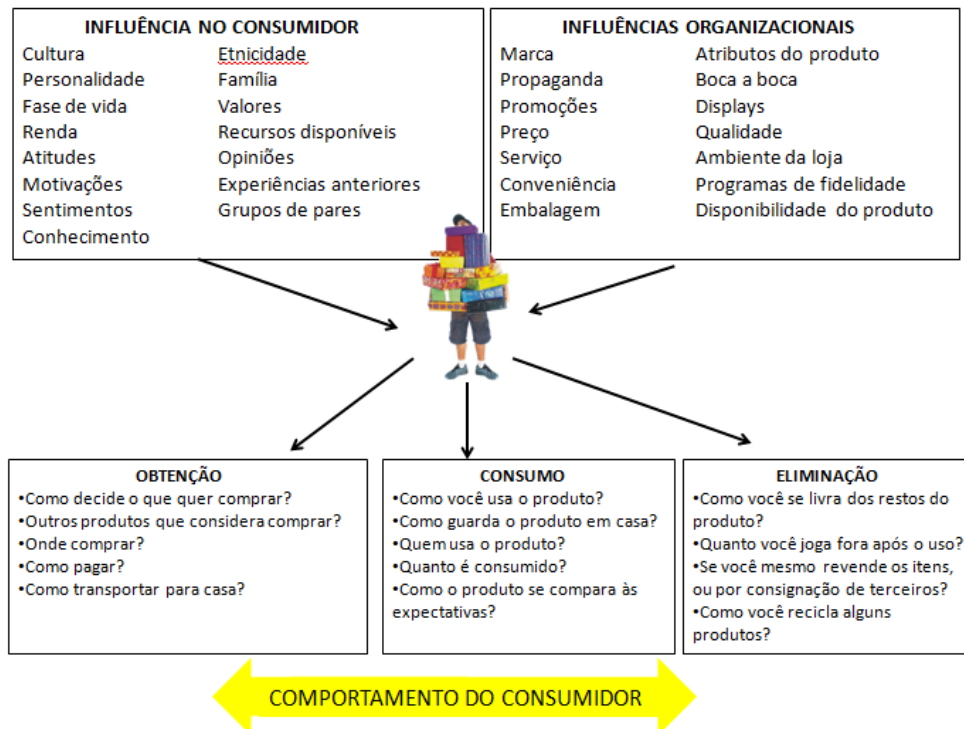 INFLUÊNCIA NO CONSUMIDOR
Cultura Etnicidade
Personalidade Família
Fase de vida Valores
Renda Recursos disponíveis
Atitudes Opiniões
Motivações Experiências anteriores
Sentimentos Grupos de pares
Conhecimento
INFLUÊNCIAS ORGANIZACIONAIS
Marca Atributos do produto
Propaganda Boca a boca
Promoções Displays
Preço Qualidade
Serviço Ambiente da loja
Conveniência Programas de fidelidade
Embalagem Disponibilidade do produto
OBTENÇÃO
•Como decide o que quer comprar?
•Outros produtos que considera comprar?
•Onde comprar?
•Como pagar?
•Como transportar para casa?
CONSUMO
•Como você usa o produto?
•Como guarda o produto em casa?
•Quem usa o produto?
•Quanto é consumido?
•Como o produto se compara às
expectativas?
ELIMINAÇÃO
•Como você se livra dos restos do
produto?
•Quanto você joga fora após o uso?
•Se você mesmo revende os itens,
ou por consignação de terceiros?
•Como você recicla alguns
produtos?
COMPORTAMENTO DO CONSUMIDOR